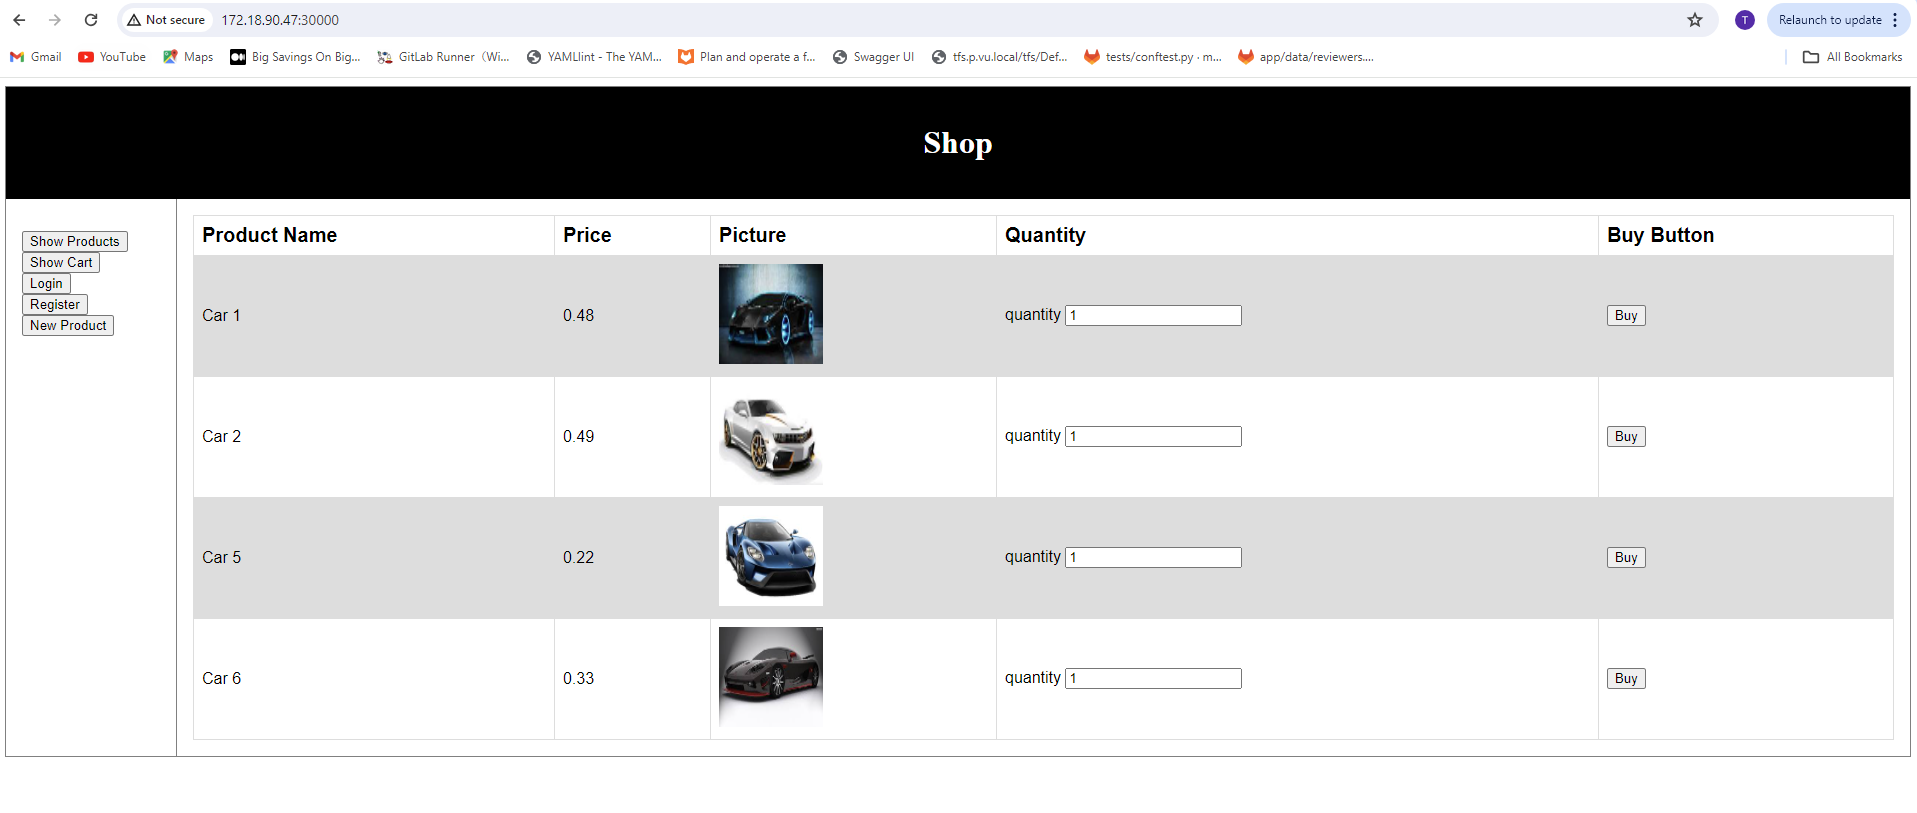 Not secure 172.18.90.47:30000 T Relaunch to update
Gmail YouTube Maps Big Savings On Big... GitLab Runner（Wi... YAMLlint - The YAM... Plan and operate a f... Swagger UI tfs.p.vu.local/tfs/Def... tests/conftest.py · m... app/data/reviewers.... All Bookmarks
Shop
Show Products
Show Cart
Login
Register
New Product
Product Name Price Picture Quantity Buy Button
Car 1 0.48 quantity 1 Buy
Car 2 0.49 quantity 1 Buy
Car 5 0.22 quantity 1 Buy
Car 6 0.33 quantity 1 Buy